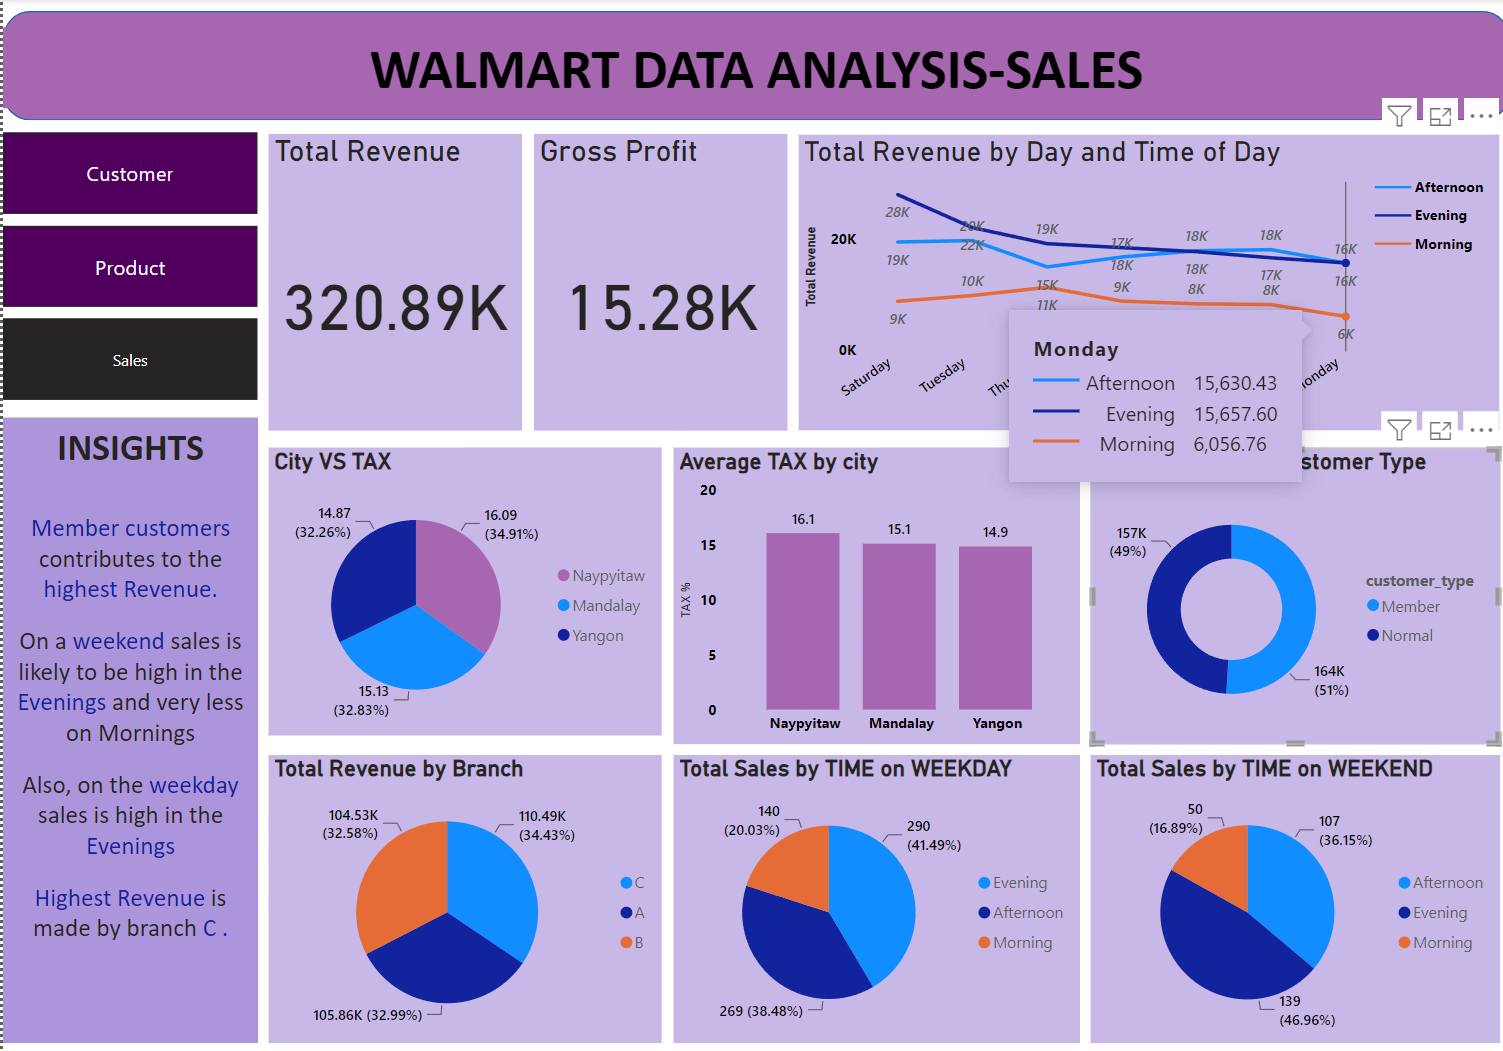 WALMART DATA ANALYSIS-SALES
Customer
Product
Sales
INSIGHTS
Member customers
contributes to the
highest Revenue.
On a weekend sales is
likely to be high in the
Evenings and very less
on Mornings
Also, on the weekday
sales is high in the
Evenings
Highest Revenue is
made by branch C .
Total Revenue
320.89K
Gross Profit
15.28K
Total Revenue by Day and Time of Day
Total Revenue
20K
0K
28K
20K
22K
19K
17K
18K
18K
18K
16K
19K
10K
15K
11K
18K
9K
18K
8K
17K
8K
16K
9K
6K
Saturday
Tuesday
Afternoon
Evening
Morning
Monday
Afternoon 15,630.43
Evening 15,657.60
Morning 6,056.76
City VS TAX
14.87
(32.26%)
16.09
(34.91%)
15.13
(32.83%)
Naypyitaw
Mandalay
Yangon
Average TAX by city
TAX %
20
15
10
5
0
16.1
15.1
14.9
Naypyitaw
Mandalay
Yangon
stomer Type
157K
(49%)
164K
(51%)
customer_type
Member
Normal
Total Revenue by Branch
104.53K
(32.58%)
110.49K
(34.43%)
105.86K (32.99%)
C
A
B
Total Sales by TIME on WEEKDAY
140
(20.03%)
290
(41.49%)
269 (38.48%)
Evening
Afternoon
Morning
Total Sales by TIME on WEEKEND
50
(16.89%)
107
(36.15%)
139
(46.96%)
Afternoon
Evening
Morning